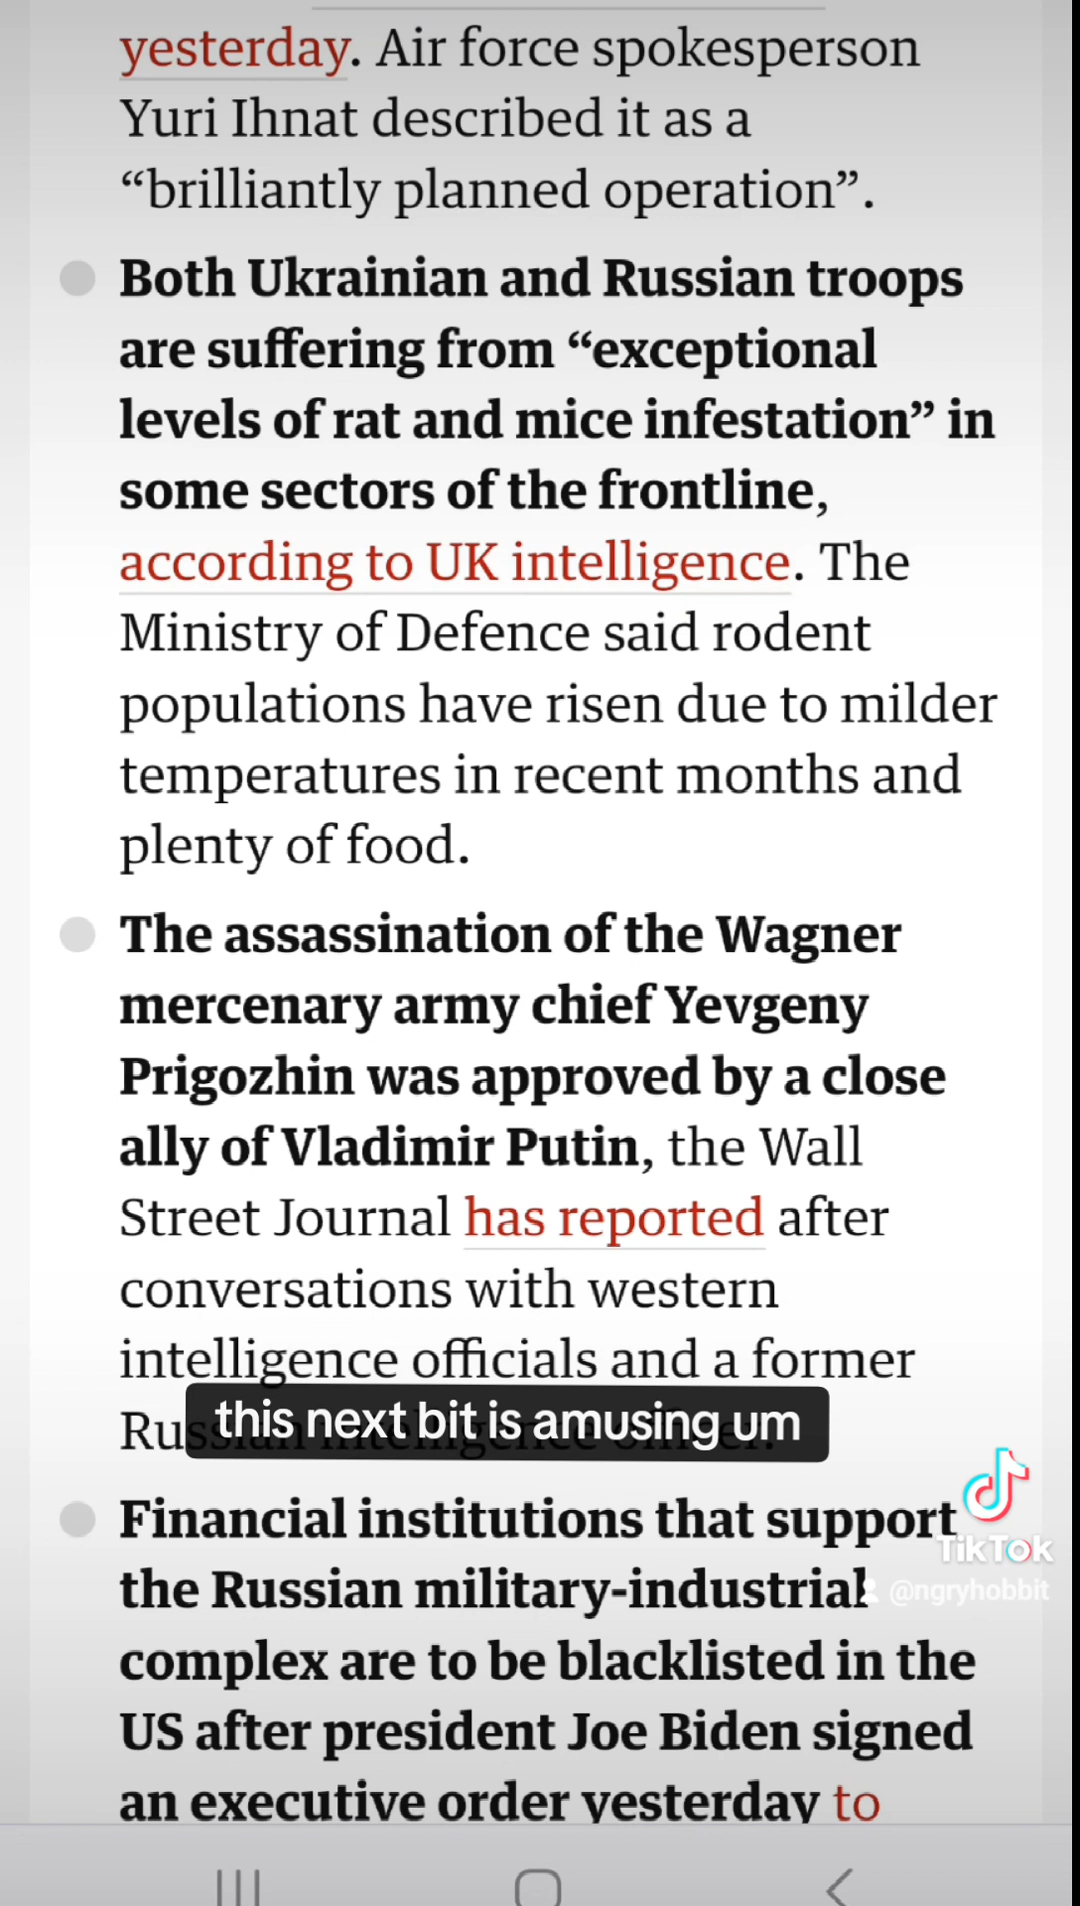 yesterday. Air force spokesperson
Yuri Ihnat described it as a
“brilliantly planned operation”.
Both Ukrainian and Russian troops
are suffering from “exceptional
levels of rat and mice infestation” in
some sectors of the frontline,
according to UK intelligence. The
Ministry of Defence said rodent
populations have risen due to milder
temperatures in recent months and
plenty of food.
The assassination of the Wagner
mercenary army chief Yevgeny
Prigozhin was approved by a close
ally of Vladimir Putin, the Wall
Street Journal has reported after
conversations with western
intelligence officials and a former
Russian intelligence officer.
this next bit is amusing um
Financial institutions that support
the Russian military-industrial
complex are to be blacklisted in the
US after president Joe Biden signed
an executive order yesterday to
TikTok
@ngryhobbit